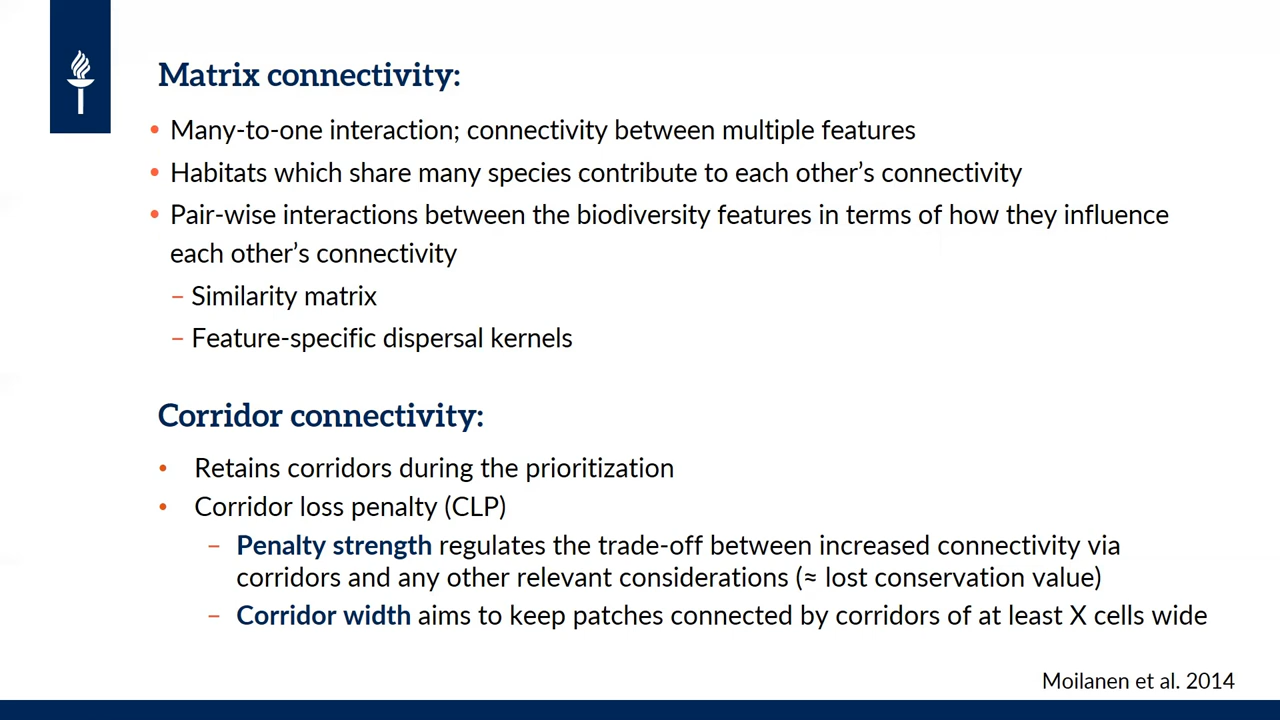 Matrix connectivity:
• Many-to-one interaction; connectivity between multiple features
• Habitats which share many species contribute to each other’s connectivity
• Pair-wise interactions between the biodiversity features in terms of how they influence
each other’s connectivity
– Similarity matrix
– Feature-specific dispersal kernels
Corridor connectivity:
• Retains corridors during the prioritization
• Corridor loss penalty (CLP)
– Penalty strength regulates the trade-off between increased connectivity via
corridors and any other relevant considerations (≈ lost conservation value)
– Corridor width aims to keep patches connected by corridors of at least X cells wide
Moilanen et al. 2014